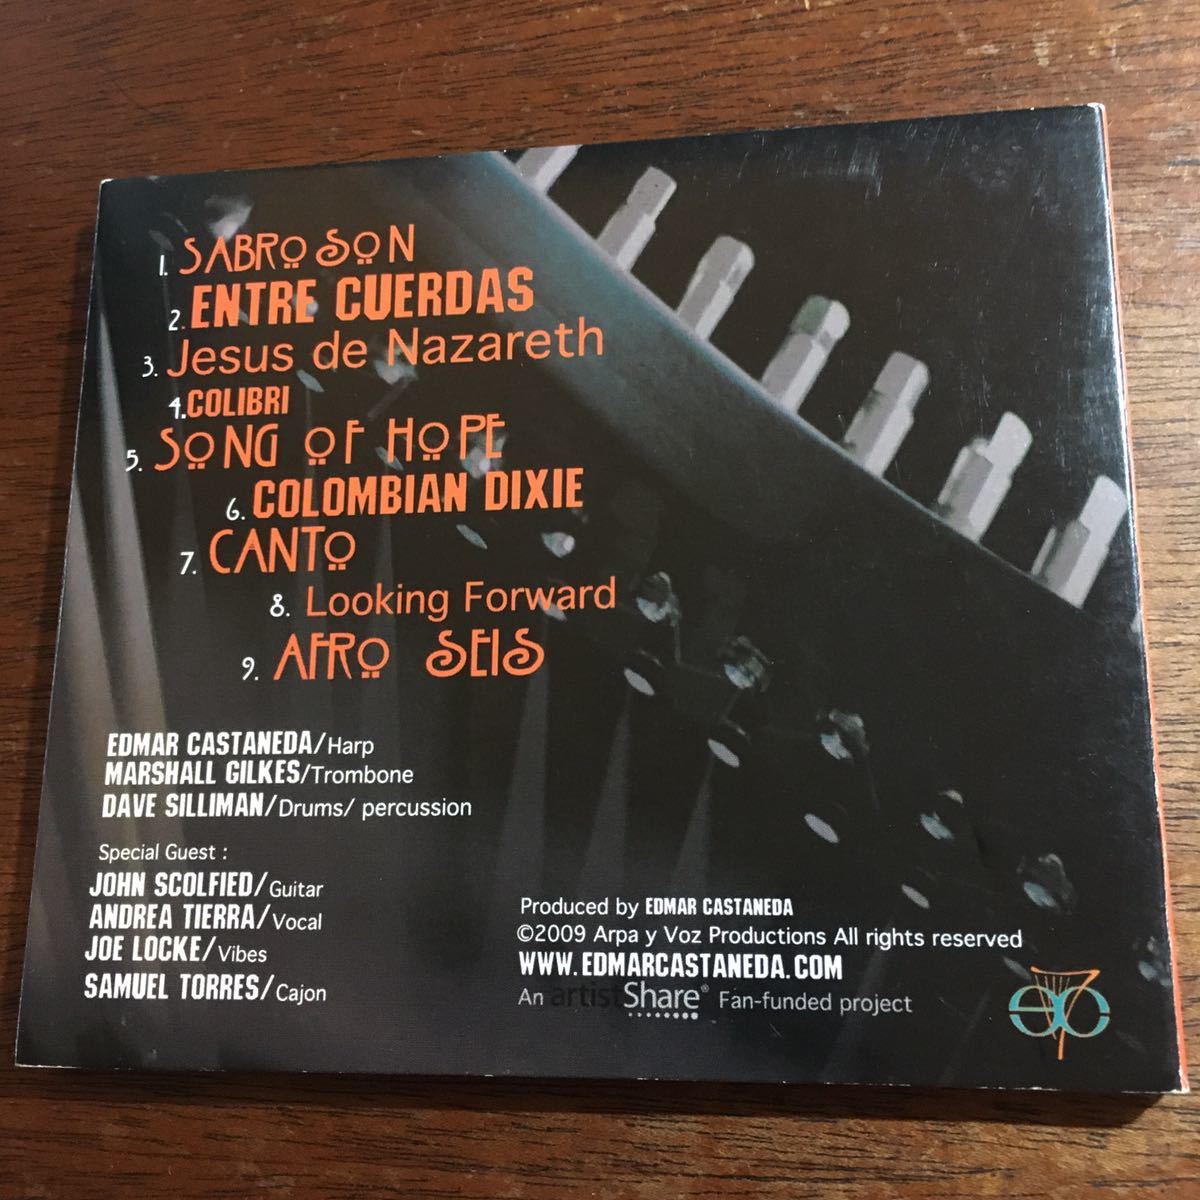 1. SABROSON
2. ENTRE CUERDAS
3. Jesus de Nazareth
4. COLIBRI
5. SONG OF HOPE
6. COLOMBIAN DIXIE
7. CANTO
8. Looking Forward
9. AFRO SEIS
EDMAR CASTANEDA/Harp
MARSHALL GILKES/Trombone
DAVE SILLIMAN/Drums/ percussion
Special Guest :
JOHN SCOLFIED/Guitar
ANDREA TIERRA/Vocal
JOE LOCKE/Vibes
SAMUEL TORRES/Cajon
Produced by EDMAR CASTANEDA
©2009 Arpa y Voz Productions All rights reserved
WWW.EDMARCASTANEDA.COM
An artistShare® Fan-funded project